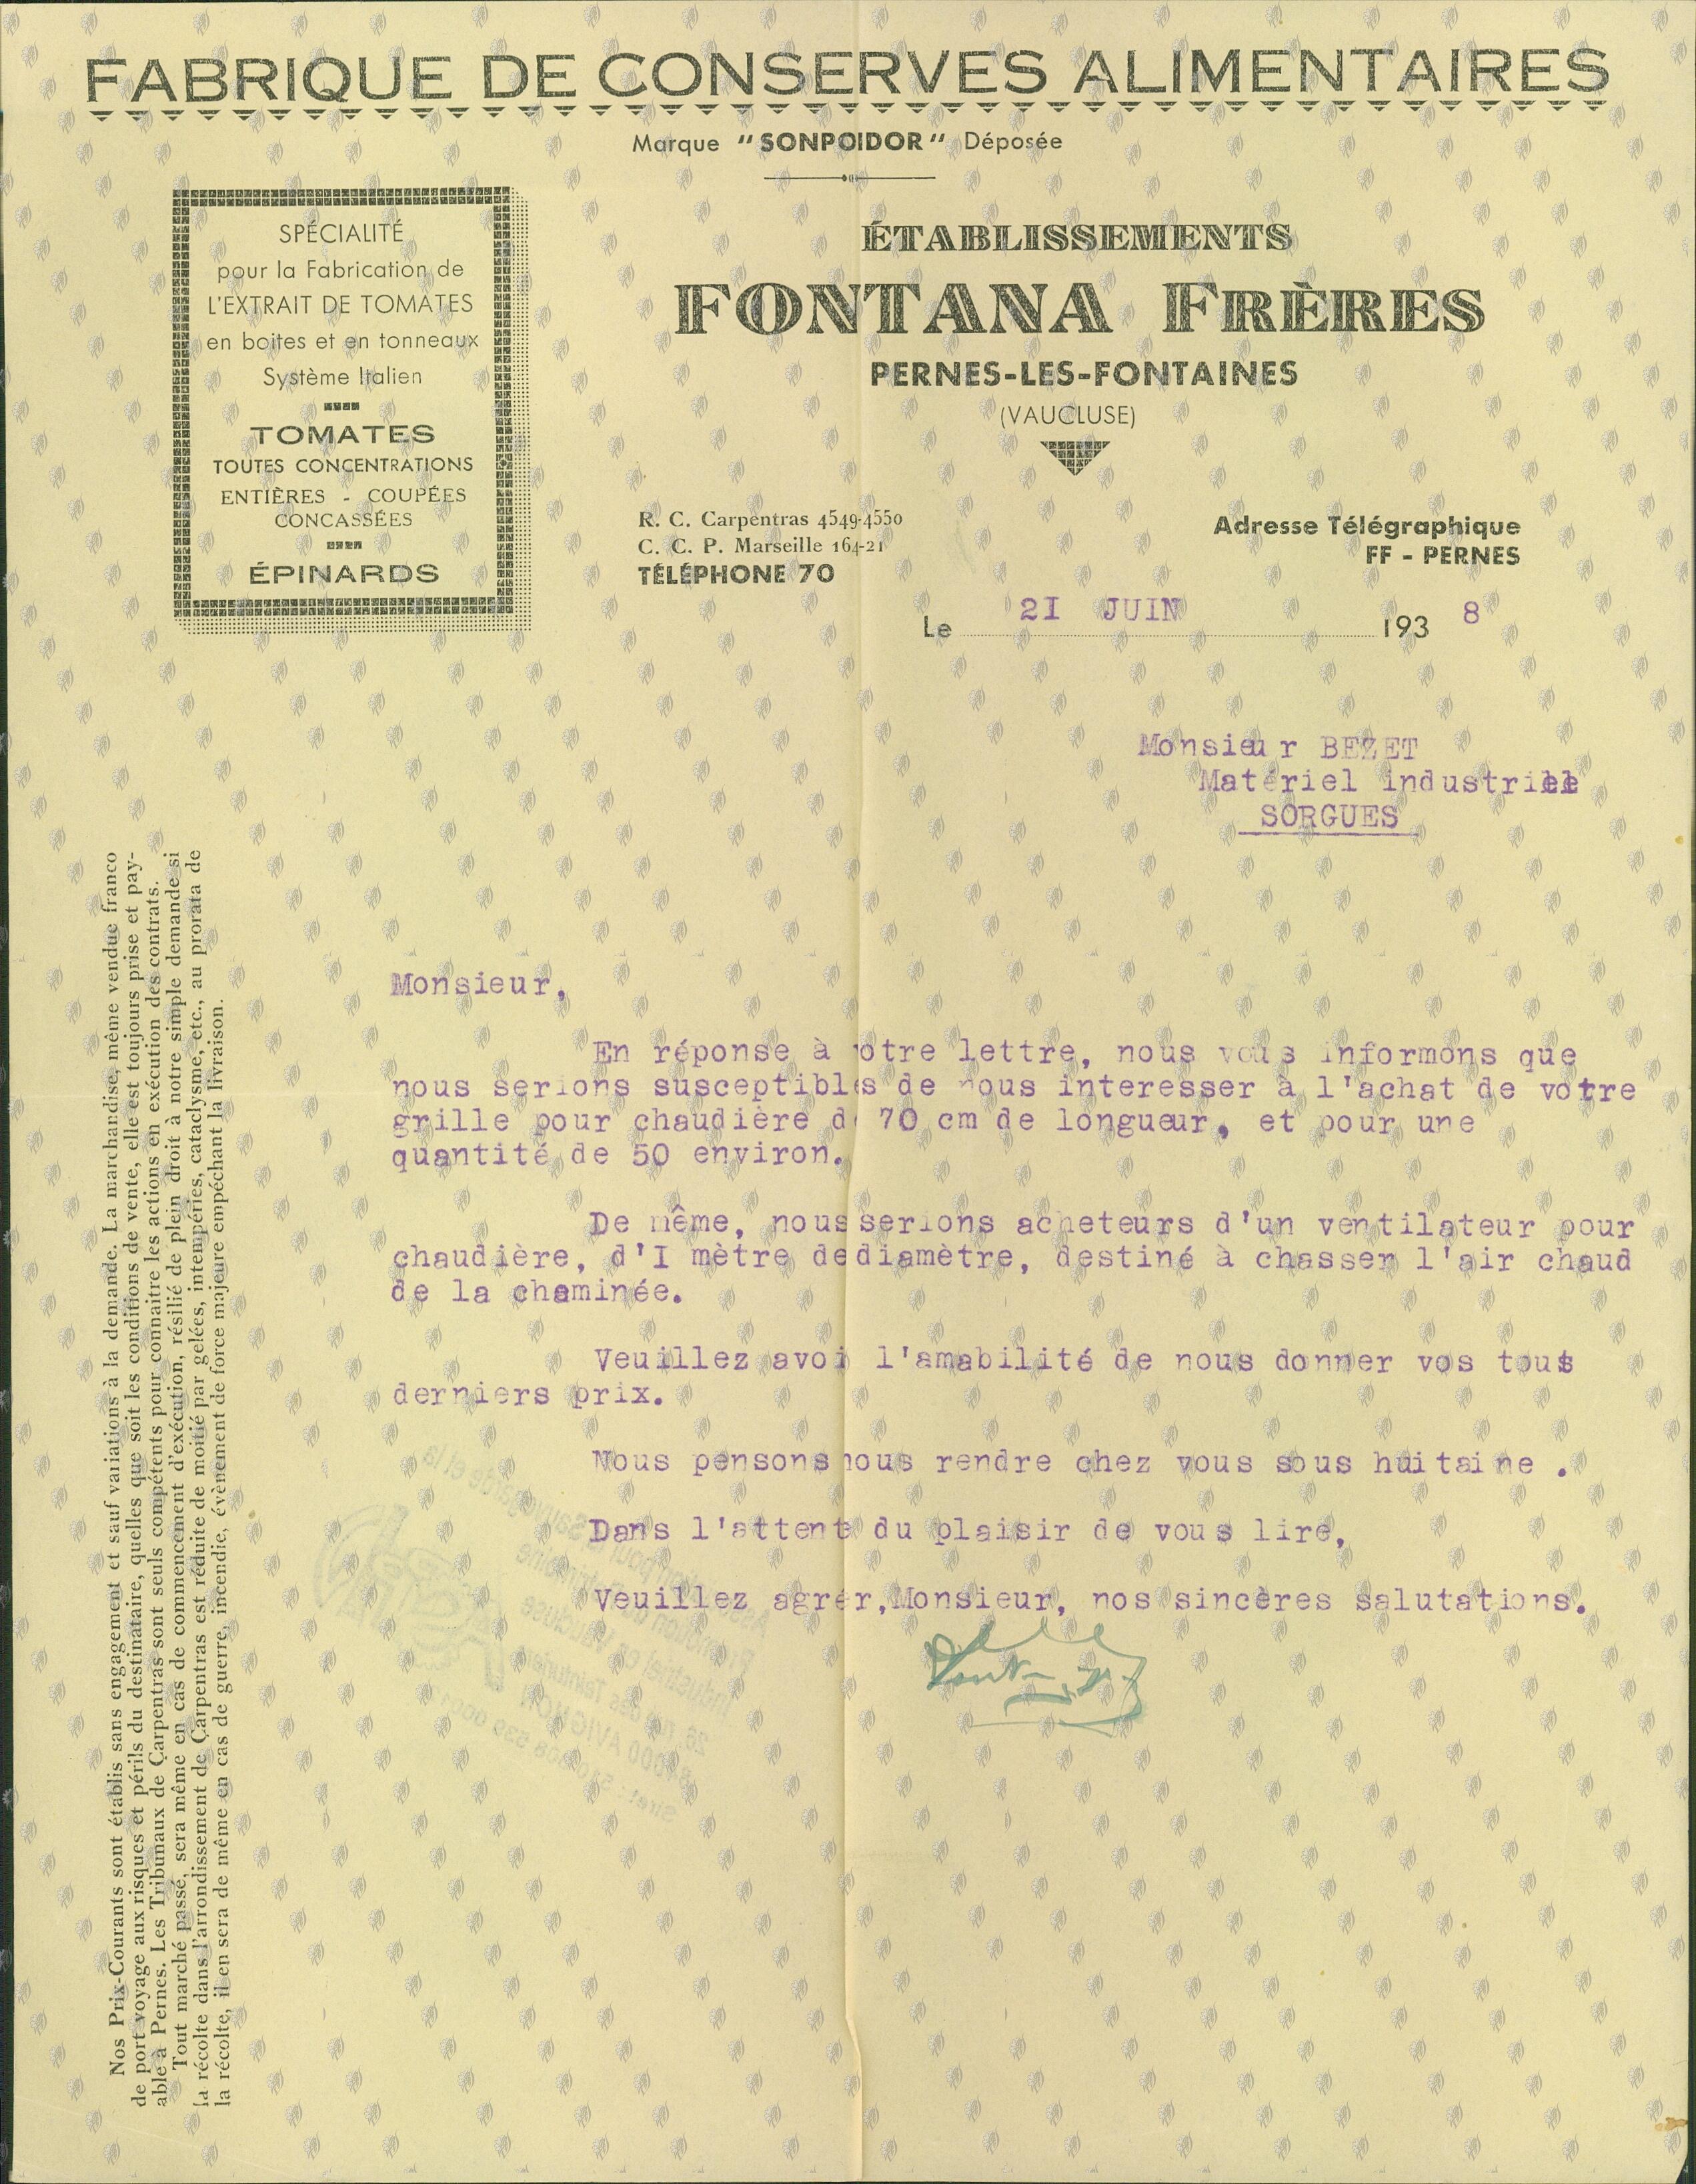 FABRIQUE DE CONSERVES ALIMENTAIRES
Marque "SONPOIDOR" Déposée
SPÉCIALITÉ
pour la Fabrication de
L'EXTRAIT DE TOMATES
en boites et en tonneaux
Système Italien
TOMATES
TOUTES CONCENTRATIONS
ENTIÈRES - COUPÉES
CONCASSÉES
ÉPINARDS
ÉTABLISSEMENTS
FONTANA FRÈRES
PERNES-LES-FONTAINES
(VAUCLUSE)
R. C. Carpentras 4549-4550
C. C. P. Marseille 164-21
TÉLÉPHONE 70
Adresse Télégraphique
FF - PERNES
Le 2I JUIN 193 8
Monsieur BEZET
Matériel industriel
SORGUES
Monsieur,
En réponse à otre lettre, nous vous informons que
nous serions susceptibles de nous interesser à l'achat de votre
grille pour chaudière d 70 cm de longueur, et pour une
quantité de 50 environ.
De même, nous serions acheteurs d'un ventilateur pour
chaudière, d'I mètre de diamètre, destiné à chasser l'air chaud
de la cheminée.
Veuillez avoi l'amabilité de nous donner vos tous
derniers prix.
Nous pensons nous rendre chez vous sous huitaine .
Dans l'attente du plaisir de vous lire,
Veuillez agrér, Monsieur, nos sincères salutations.
Nos Prix-Courants sont établis sans engagement et sauf variations à la demande. La marchandise, même vendue franco
de port voyage aux risques et périls du destinataire, quelles que soit les conditions de vente, elle est toujours prise et pay-
able à Pernes. Les Tribunaux de Carpentras sont seuls compétents pour connaitre les actions en exécution des contrats.
Tout marché passé, sera même en cas de commencement d'exécution, résilié de plein droit à notre simple demande si
la récolte dans l'arrondissement de Carpentras est réduite de moitié par gelées, intempéries, cataclysme, etc., au prorata de
la récolte, il en sera de même en cas de guerre, incendie, évènement de force majeure empéchant la livraison.